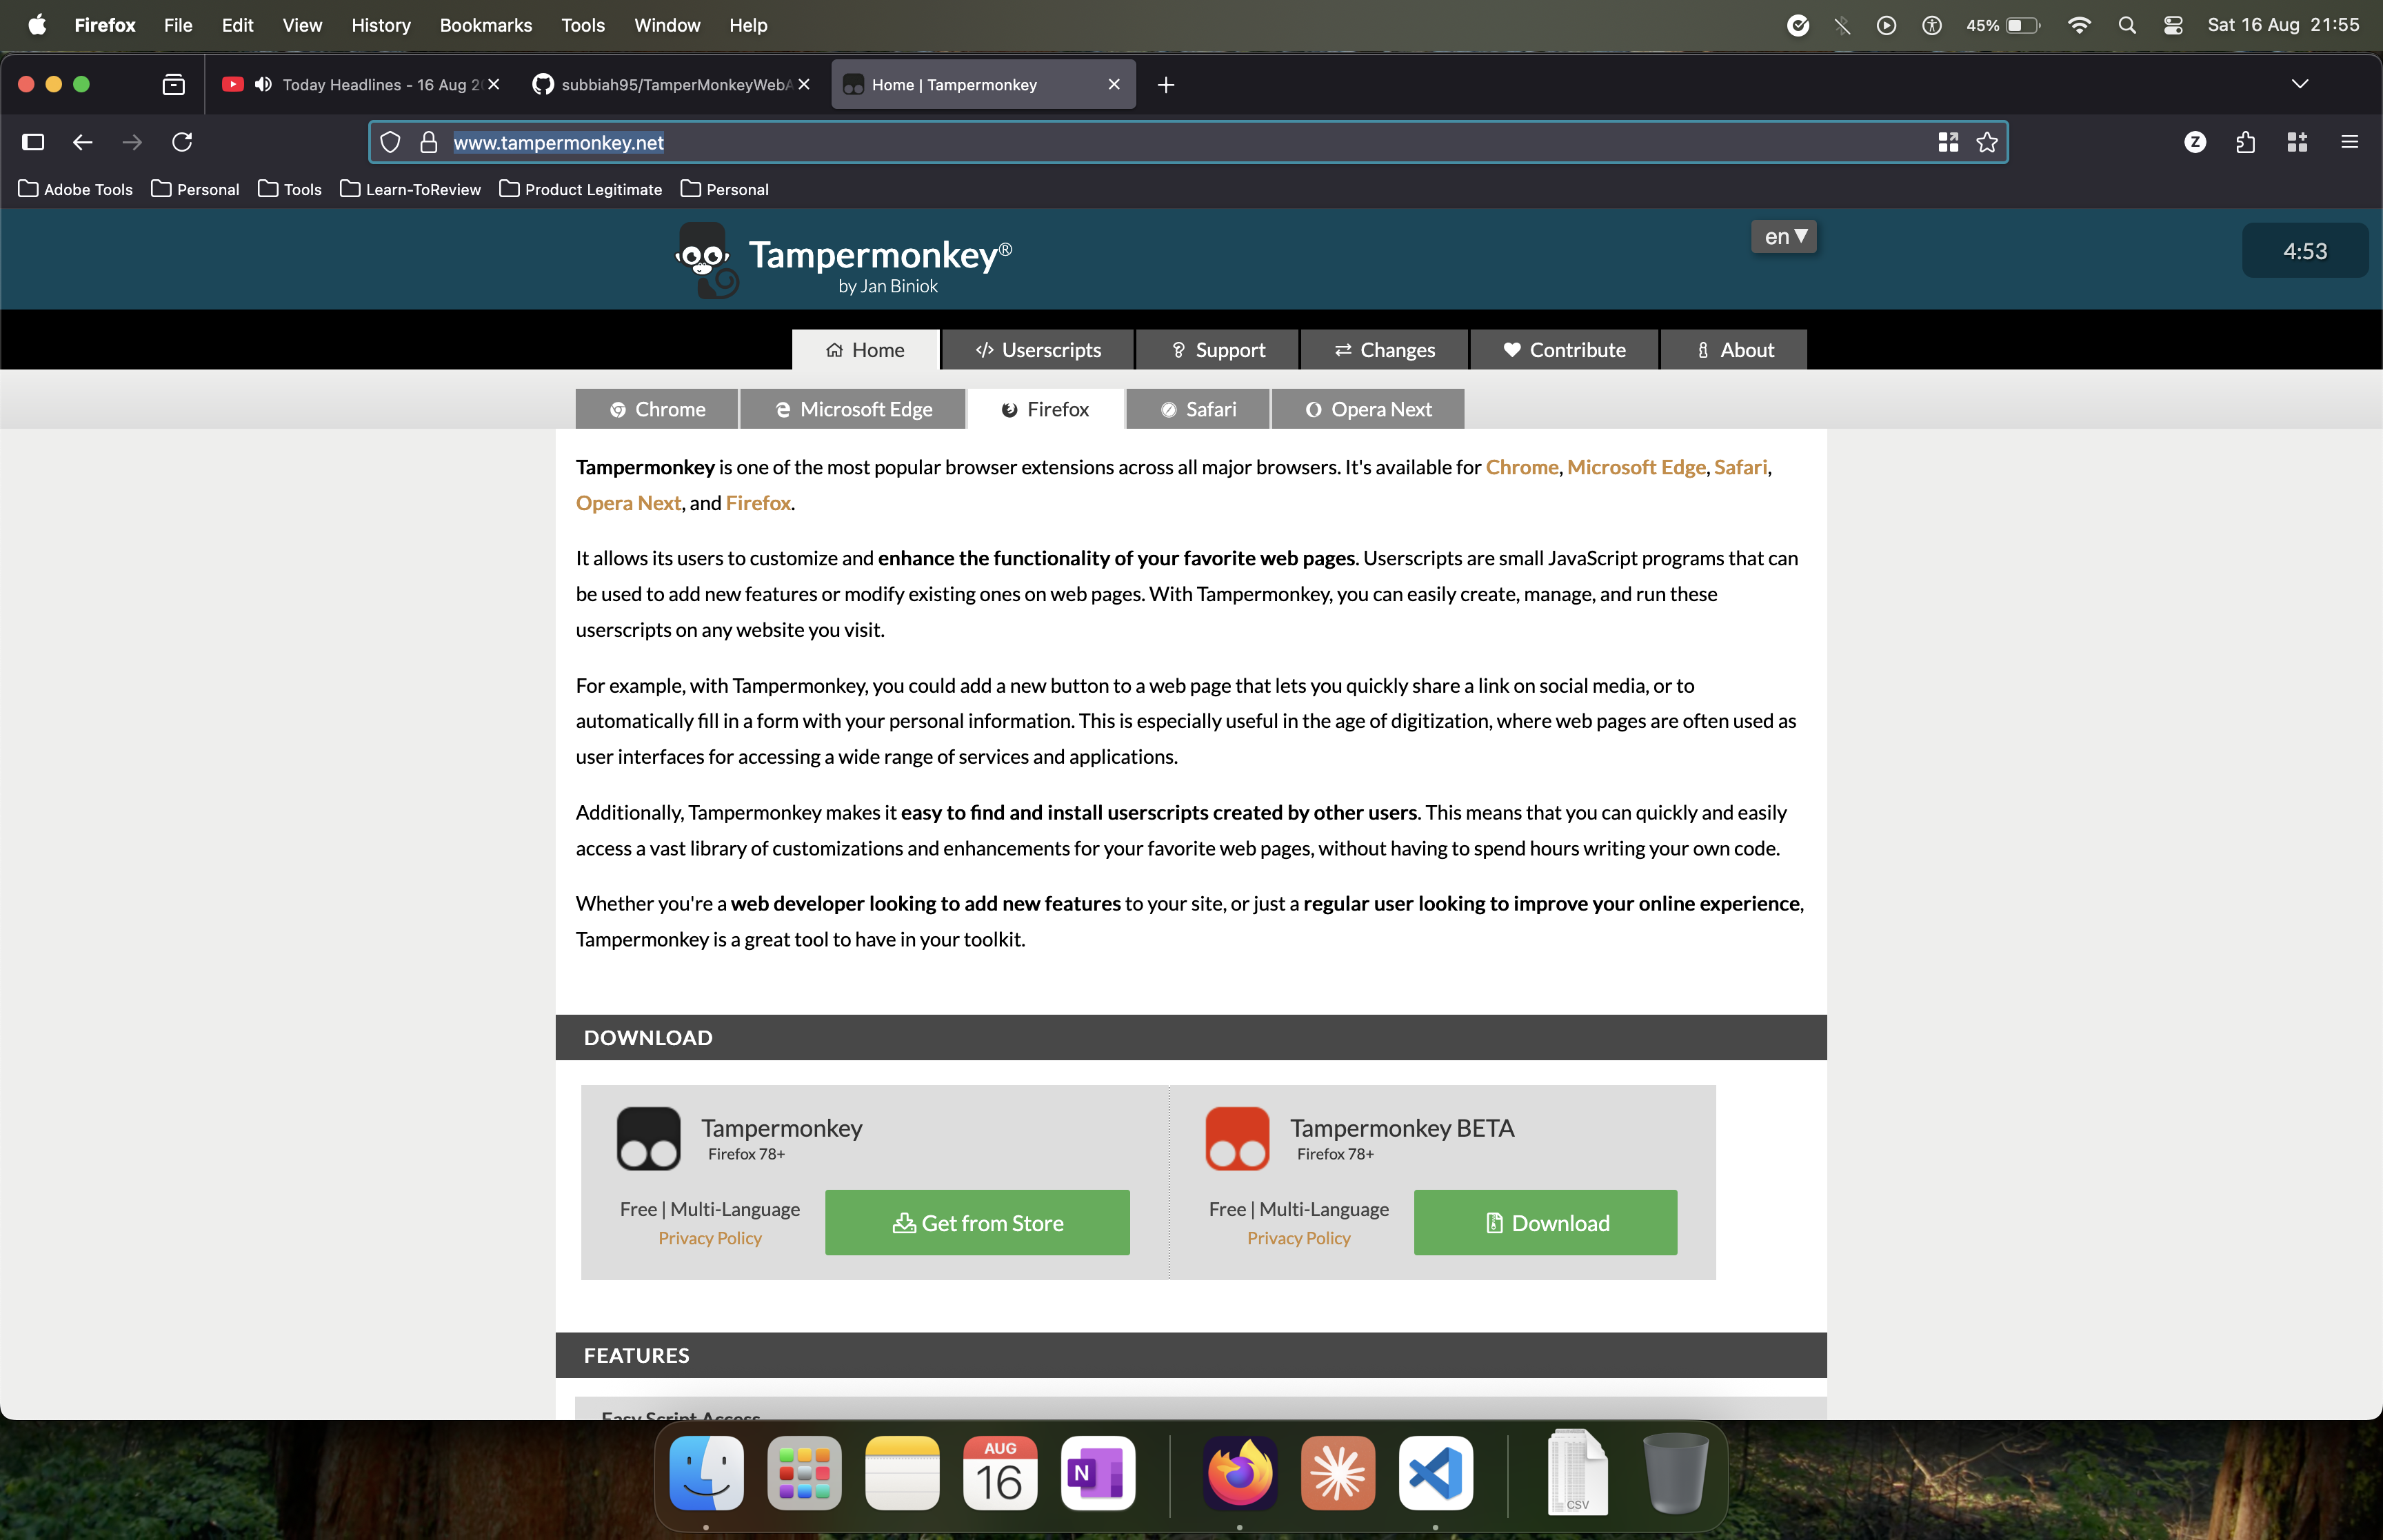 Firefox File Edit View History Bookmarks Tools Window Help 45% Sat 16 Aug 21:55
Today Headlines - 16 Aug 2 subbiah95/TamperMonkeyWebA Home | Tampermonkey
www.tampermonkey.net Z
Adobe Tools Personal Tools Learn-ToReview Product Legitimate Personal
Tampermonkey®
by Jan Biniok
en ▼
4:53
Home Userscripts Support Changes Contribute About
Chrome Microsoft Edge Firefox Safari Opera Next
Tampermonkey is one of the most popular browser extensions across all major browsers. It's available for Chrome, Microsoft Edge, Safari,
Opera Next, and Firefox.
It allows its users to customize and enhance the functionality of your favorite web pages. Userscripts are small JavaScript programs that can
be used to add new features or modify existing ones on web pages. With Tampermonkey, you can easily create, manage, and run these
userscripts on any website you visit.
For example, with Tampermonkey, you could add a new button to a web page that lets you quickly share a link on social media, or to
automatically fill in a form with your personal information. This is especially useful in the age of digitization, where web pages are often used as
user interfaces for accessing a wide range of services and applications.
Additionally, Tampermonkey makes it easy to find and install userscripts created by other users. This means that you can quickly and easily
access a vast library of customizations and enhancements for your favorite web pages, without having to spend hours writing your own code.
Whether you're a web developer looking to add new features to your site, or just a regular user looking to improve your online experience,
Tampermonkey is a great tool to have in your toolkit.
DOWNLOAD
Tampermonkey
Firefox 78+
Free | Multi-Language
Privacy Policy
Get from Store
Tampermonkey BETA
Firefox 78+
Free | Multi-Language
Privacy Policy
Download
FEATURES
Easy Script Access
AUG
16
N
CSV